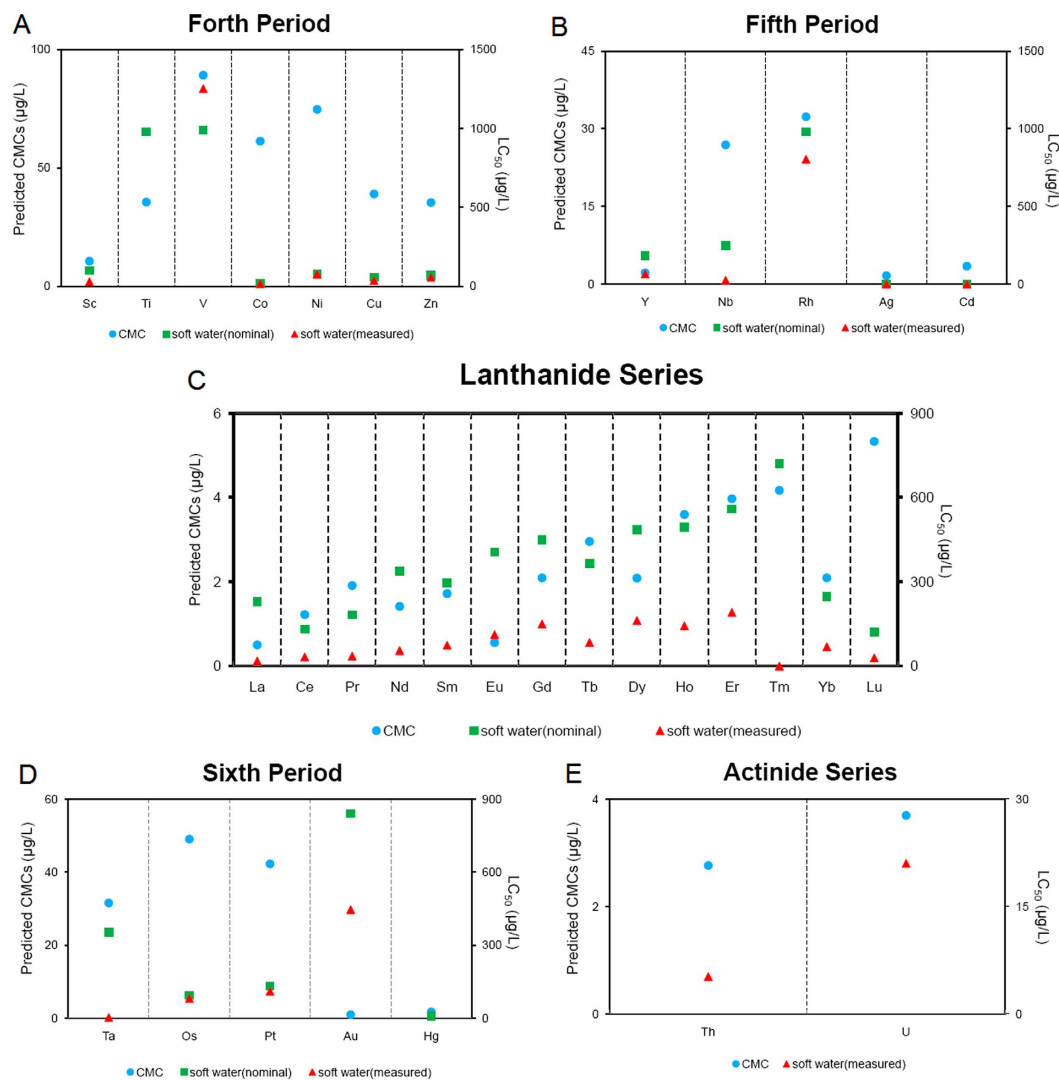 A
Forth Period
100
50
0
Predicted CMCs (µg/L)
1500
1000
500
0
LC50 (µg/L)
Sc Ti V Co Ni Cu Zn
CMC soft water(nominal) soft water(measured)
B
Fifth Period
45
30
15
0
Predicted CMCs (µg/L)
1500
1000
500
0
LC50 (µg/L)
Y Nb Rh Ag Cd
CMC soft water(nominal) soft water(measured)
C
Lanthanide Series
6
4
2
0
Predicted CMCs (µg/L)
900
600
300
0
LC50 (µg/L)
La Ce Pr Nd Sm Eu Gd Tb Dy Ho Er Tm Yb Lu
CMC soft water(nominal) soft water(measured)
D
Sixth Period
60
40
20
0
Predicted CMCs (µg/L)
900
600
300
0
LC50 (µg/L)
Ta Os Pt Au Hg
CMC soft water(nominal) soft water(measured)
E
Actinide Series
4
2
0
Predicted CMCs (µg/L)
30
15
0
LC50 (µg/L)
Th U
CMC soft water(measured)